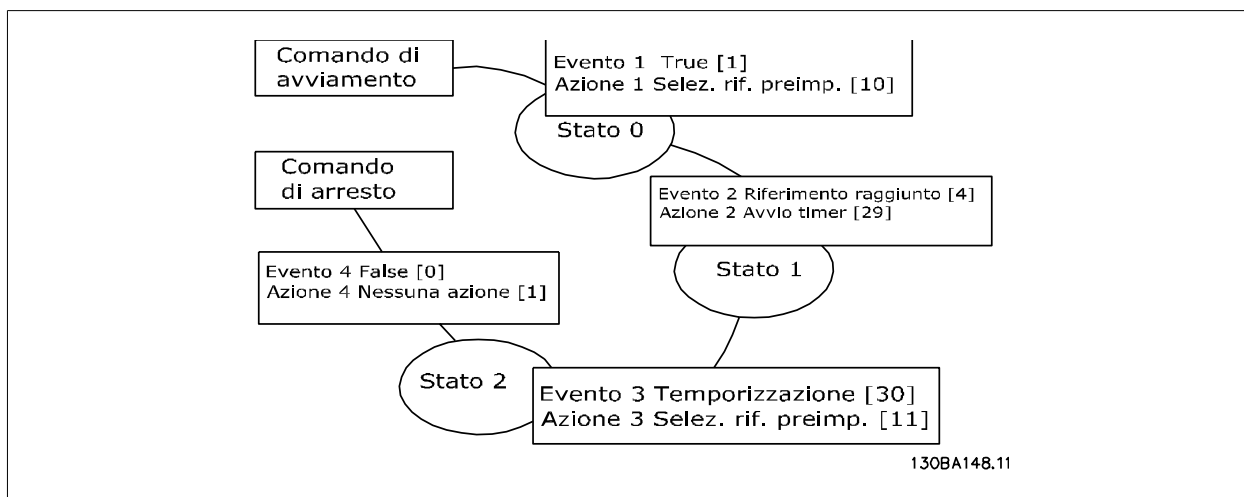 Comando di
avviamento
Evento 1 True [1]
Azione 1 Selez. rif. preimp. [10]
Stato 0
Comando
di arresto
Evento 2 Riferimento raggiunto [4]
Azione 2 Avvio timer [29]
Stato 1
Evento 4 False [0]
Azione 4 Nessuna azione [1]
Stato 2
Evento 3 Temporizzazione [30]
Azione 3 Selez. rif. preimp. [11]
130BA148.11